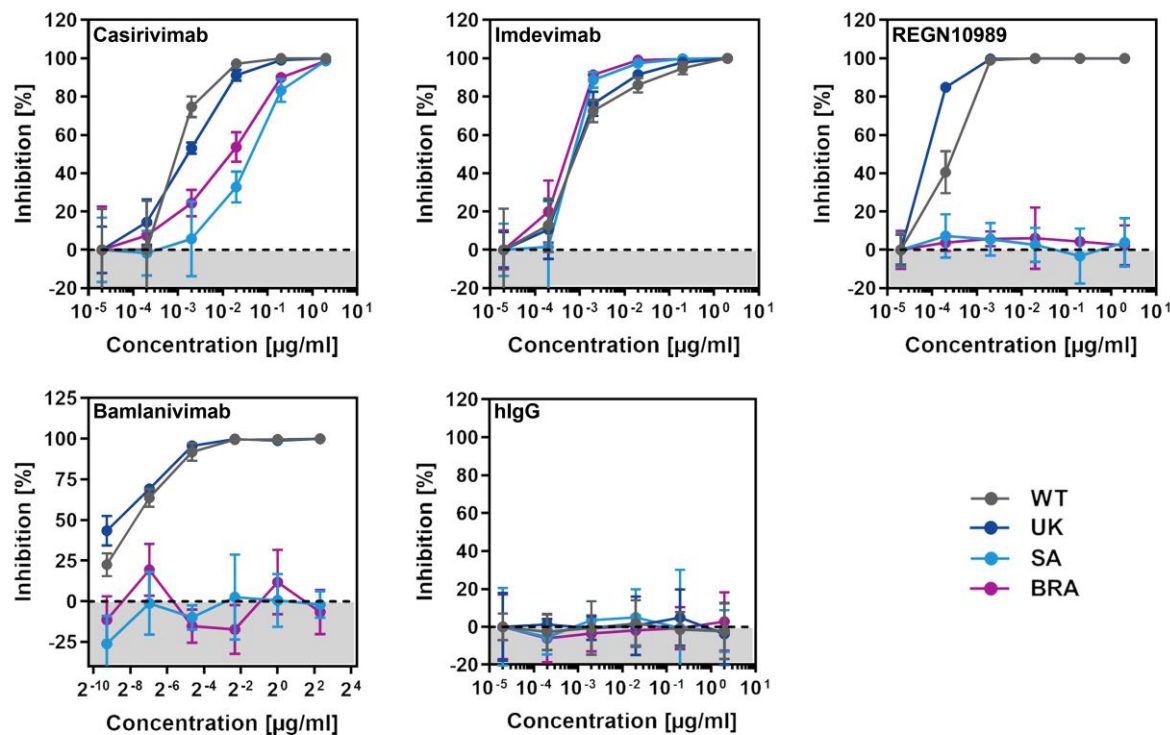 Casirivimab
Inhibition [%]
120
100
80
60
40
20
0
-20
10⁻⁵ 10⁻⁴ 10⁻³ 10⁻² 10⁻¹ 10⁰ 10¹
Concentration [µg/ml]
Imdevimab
Inhibition [%]
120
100
80
60
40
20
0
-20
10⁻⁵ 10⁻⁴ 10⁻³ 10⁻² 10⁻¹ 10⁰ 10¹
Concentration [µg/ml]
REGN10989
Inhibition [%]
120
100
80
60
40
20
0
-20
10⁻⁵ 10⁻⁴ 10⁻³ 10⁻² 10⁻¹ 10⁰ 10¹
Concentration [µg/ml]
Bamlanivimab
Inhibition [%]
125
100
75
50
25
0
-25
2⁻¹⁰ 2⁻⁸ 2⁻⁶ 2⁻⁴ 2⁻² 2⁰ 2² 2⁴
Concentration [µg/ml]
hIgG
Inhibition [%]
120
100
80
60
40
20
0
-20
10⁻⁵ 10⁻⁴ 10⁻³ 10⁻² 10⁻¹ 10⁰ 10¹
Concentration [µg/ml]
WT
UK
SA
BRA